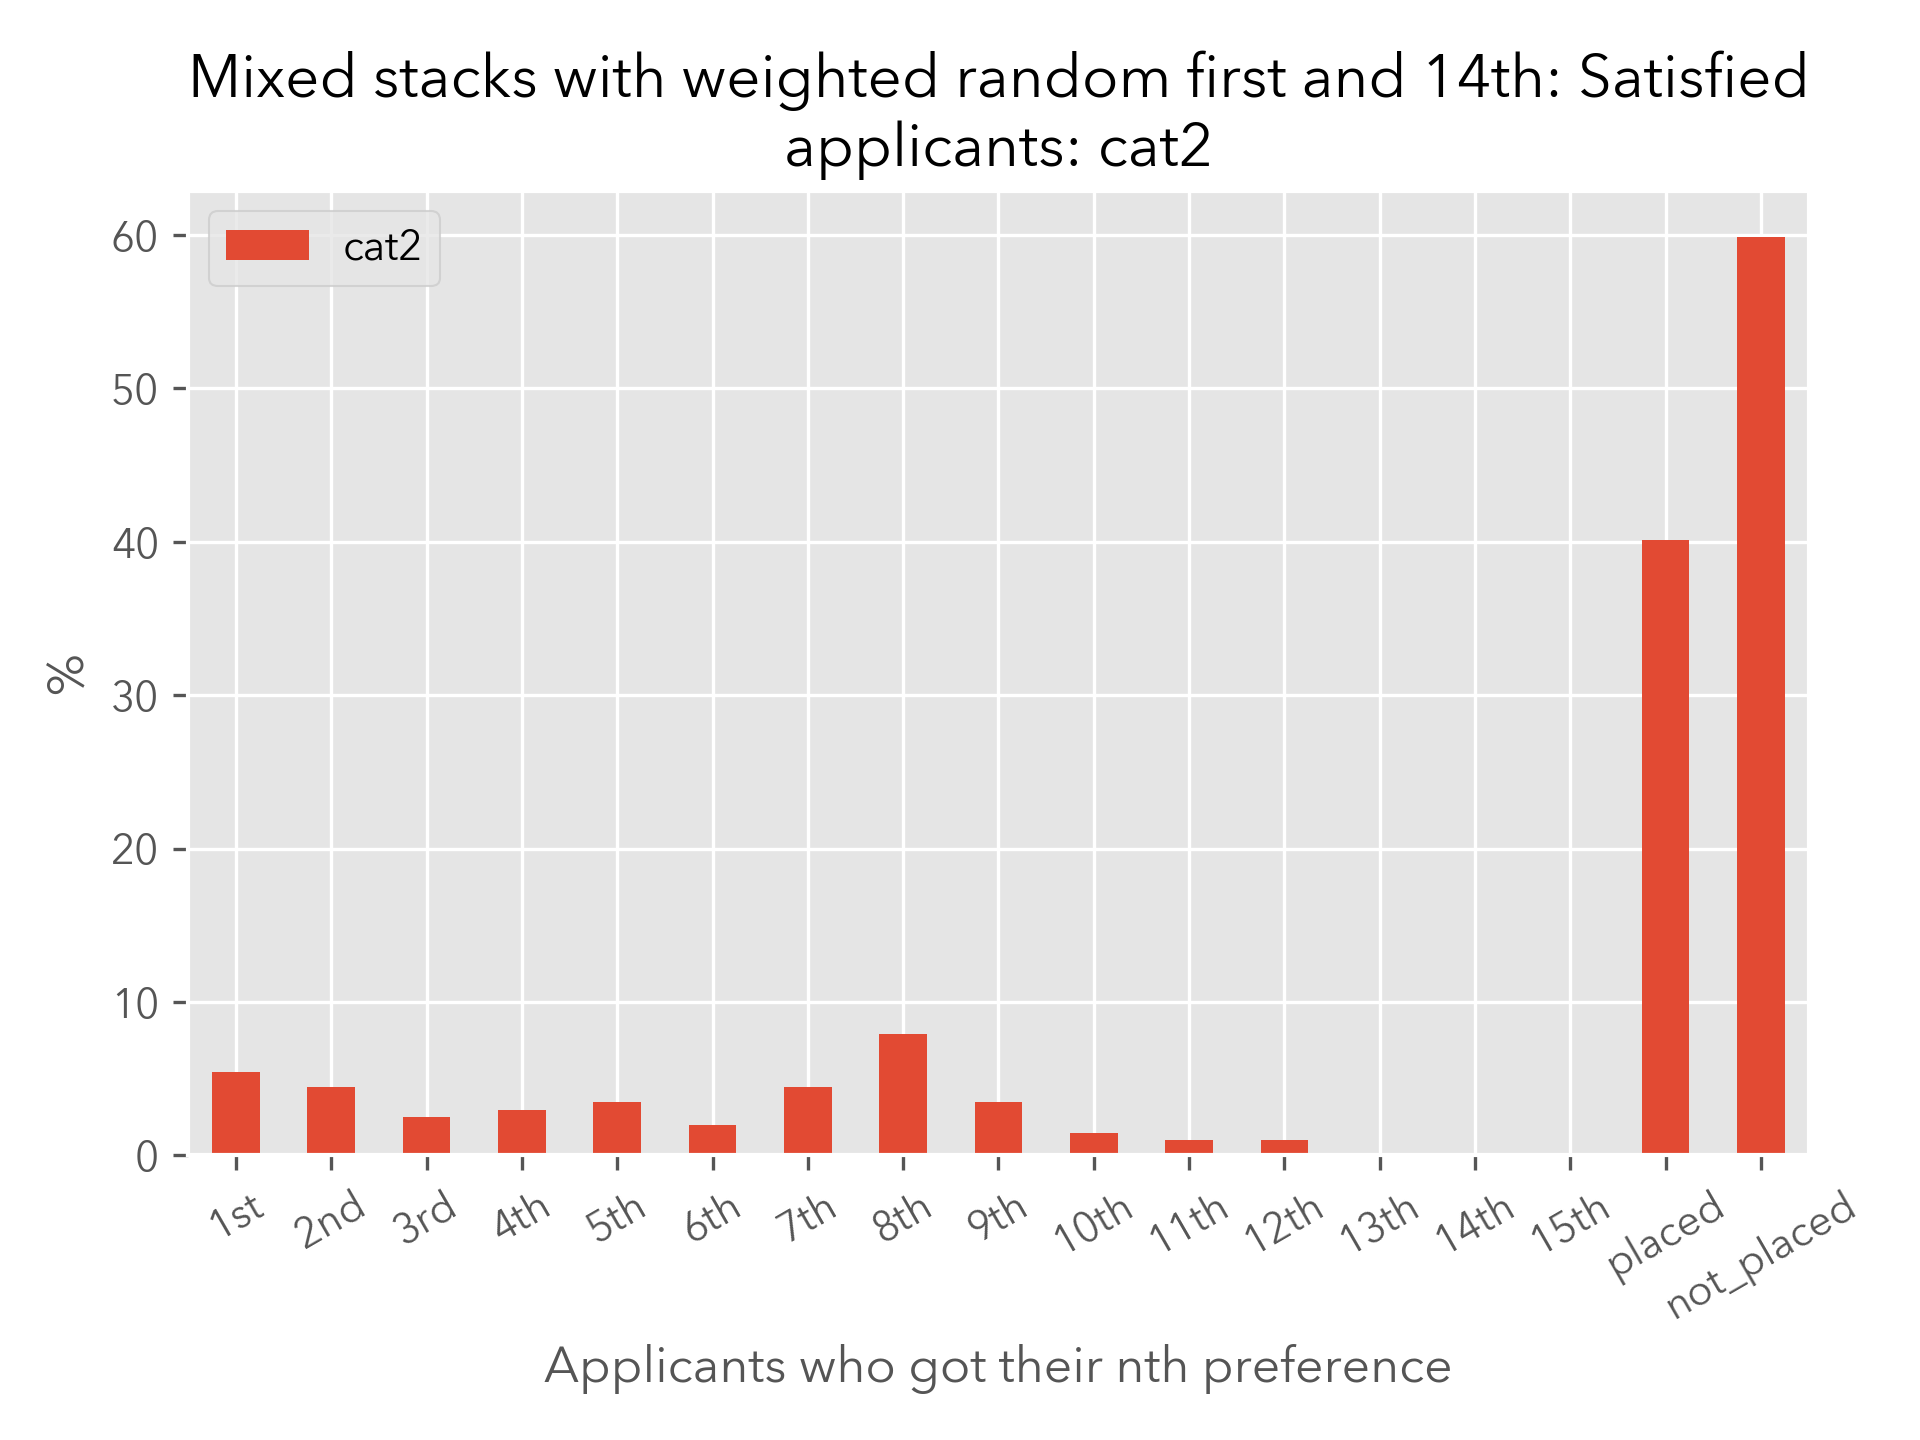 Mixed stacks with weighted random first and 14th: Satisfied
applicants: cat2
cat2
60
50
40
30
20
10
0
%
1st 2nd 3rd 4th 5th 6th 7th 8th 9th 10th 11th 12th 13th 14th 15th placed not_placed
Applicants who got their nth preference